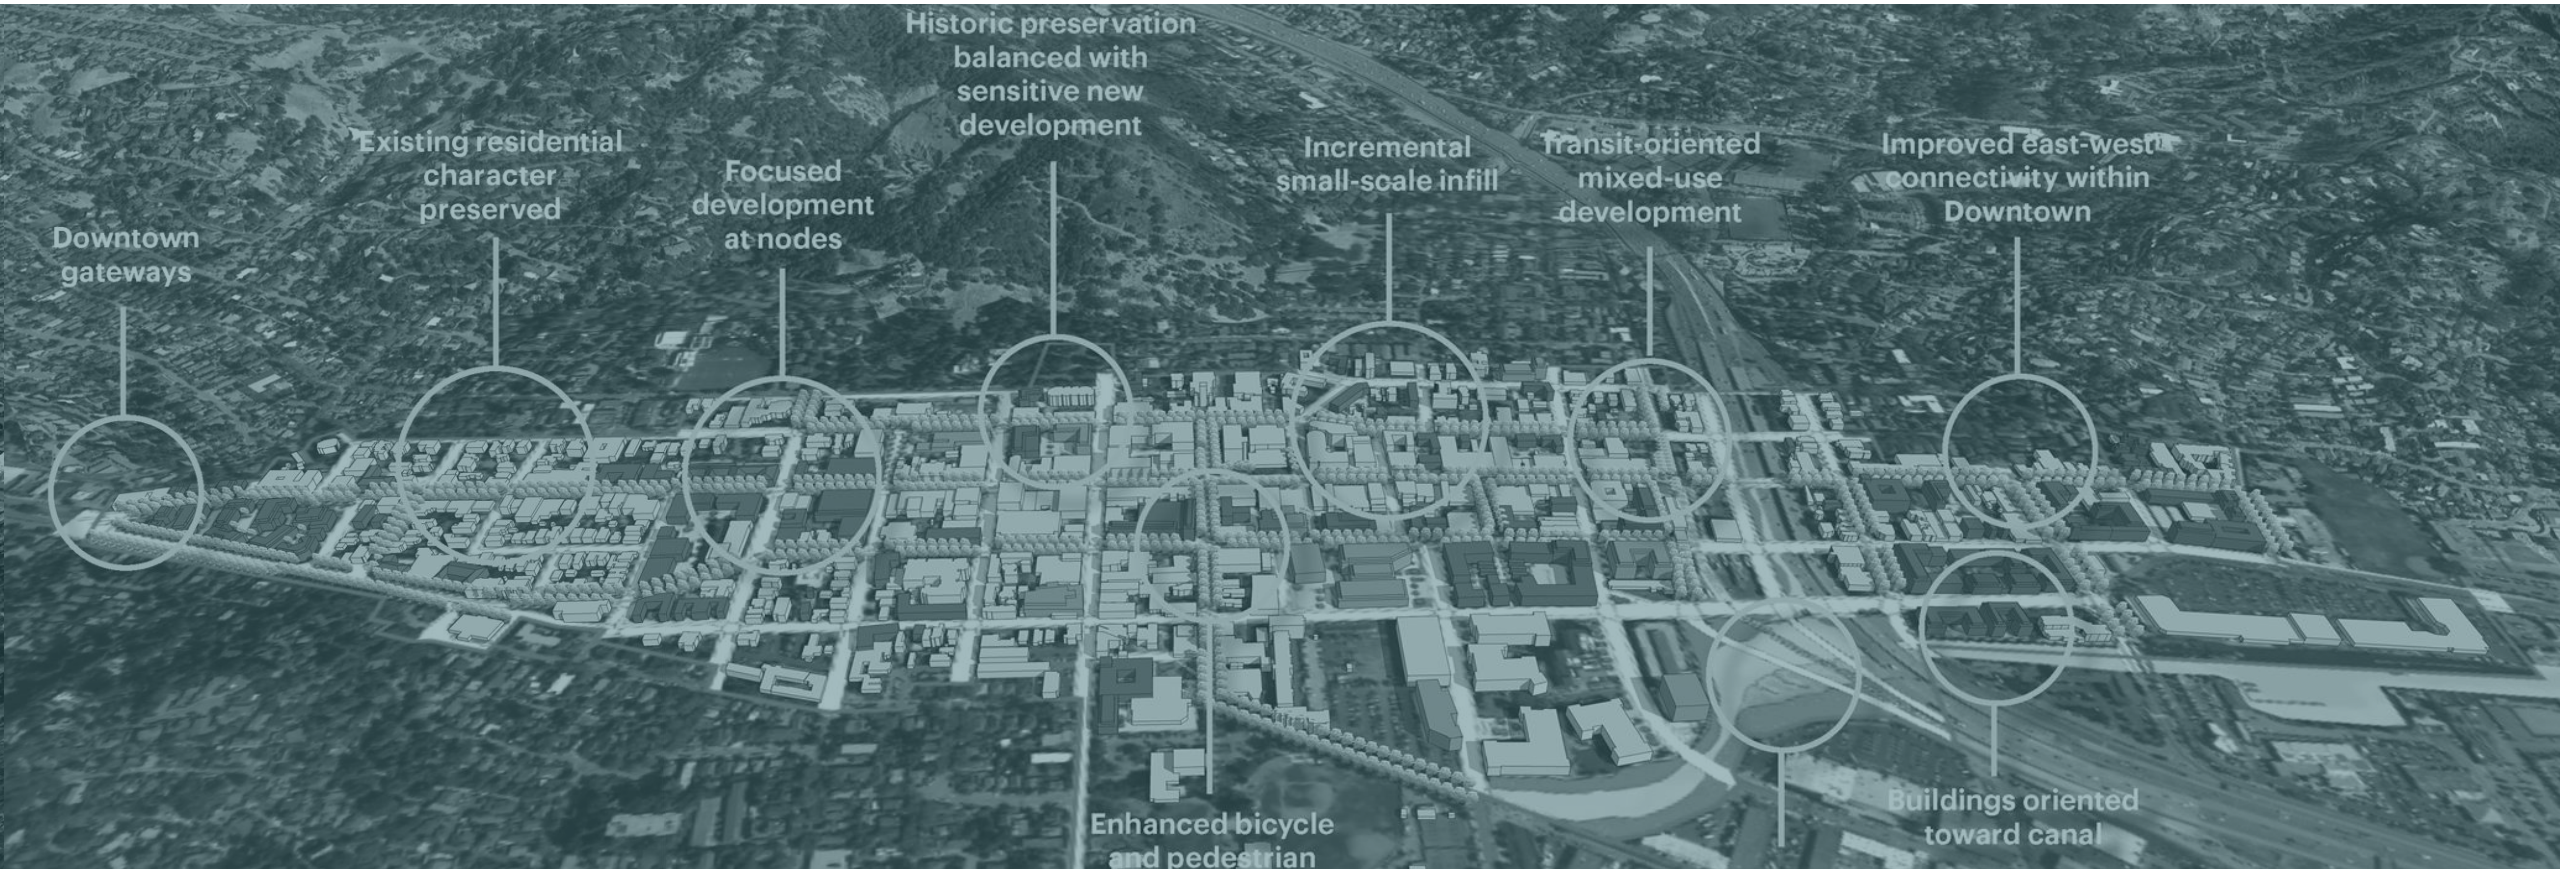 Historic preservation
balanced with
sensitive new
development
Existing residential
character
preserved
Focused
development
at nodes
Incremental
small-scale infill
Transit-oriented
mixed-use
development
Improved east-west
connectivity within
Downtown
Downtown
gateways
Enhanced bicycle
and pedestrian
Buildings oriented
toward canal